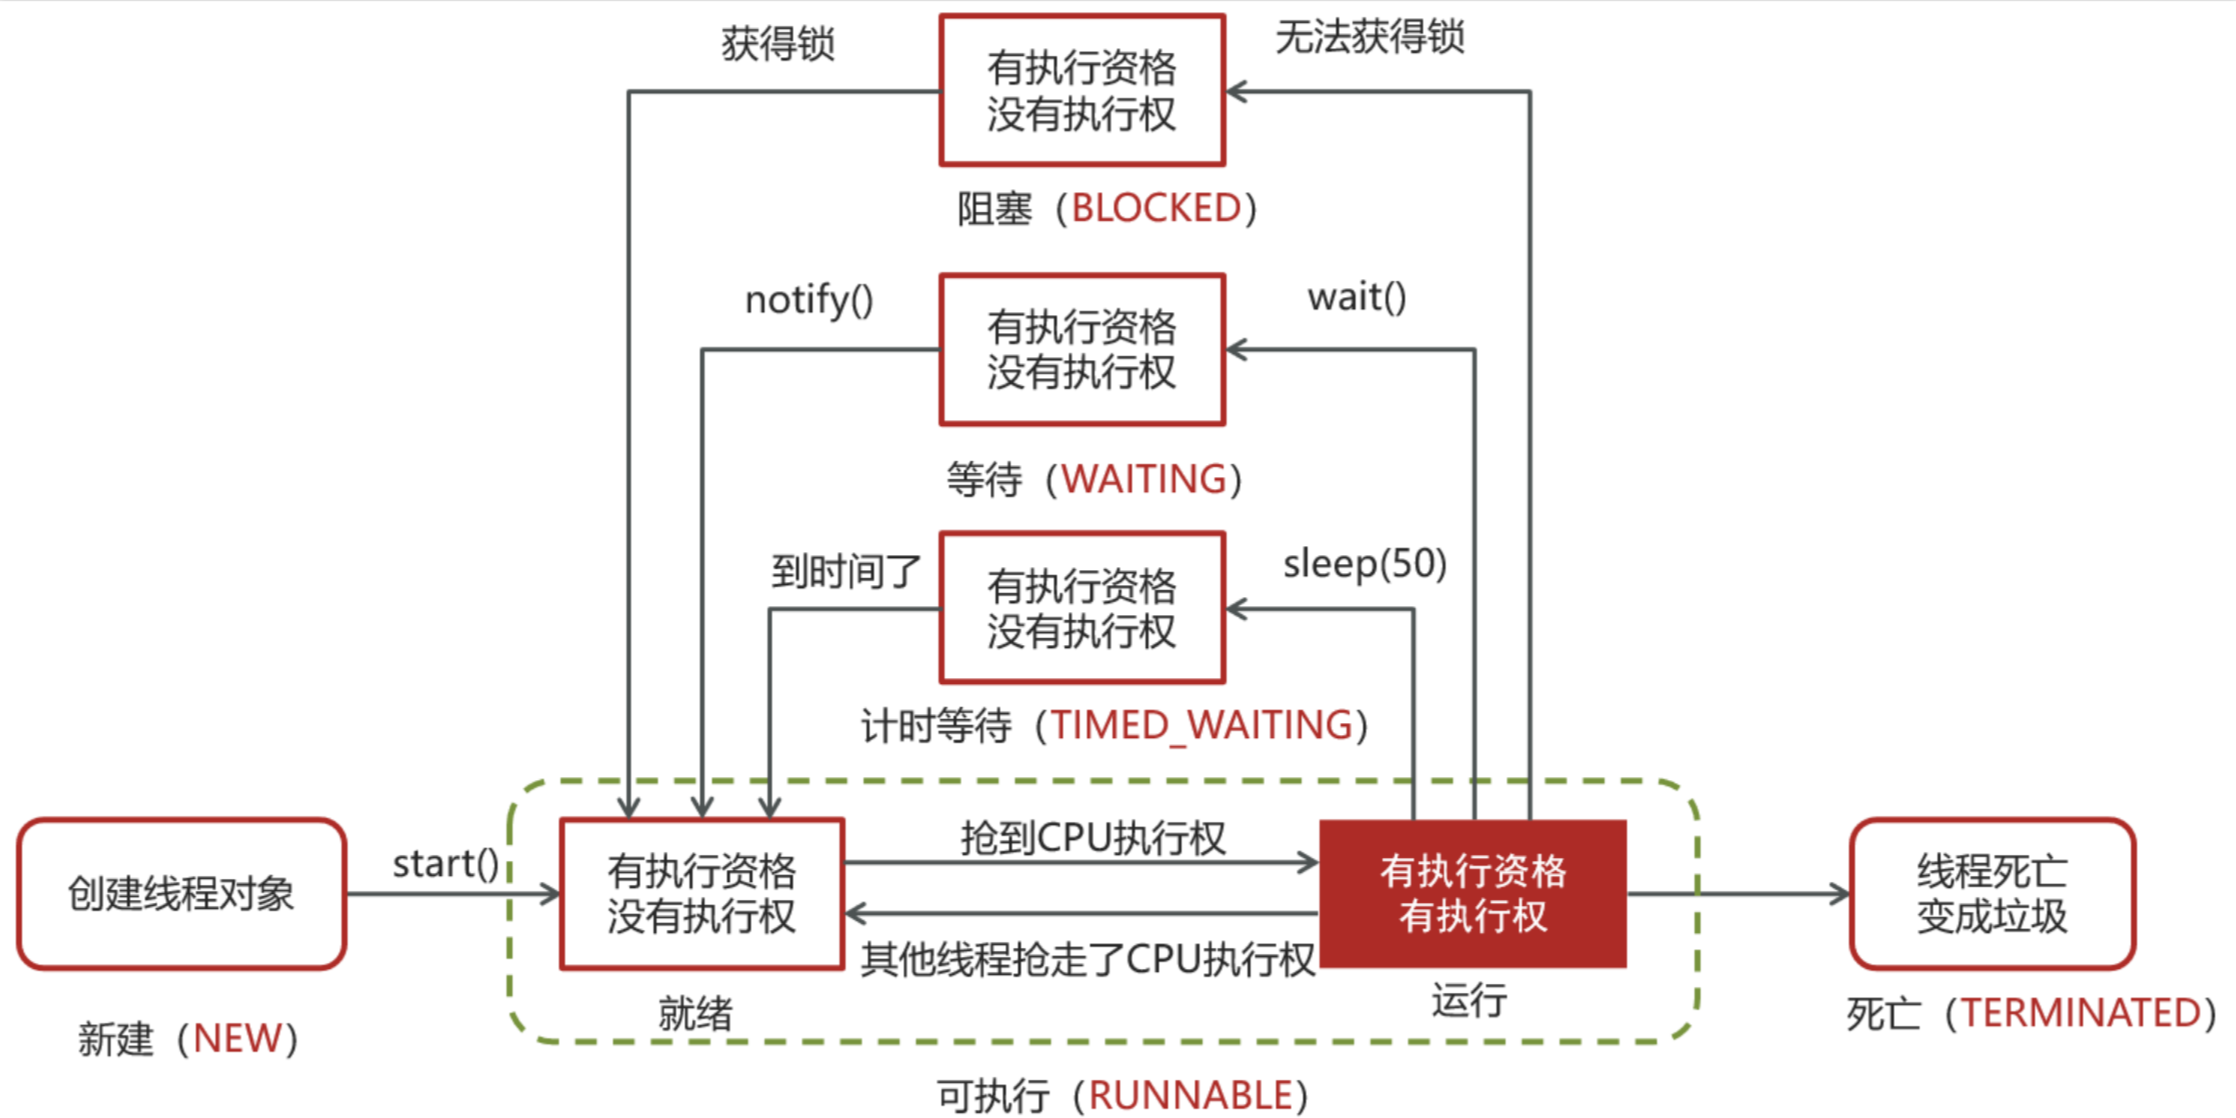 获得锁
无法获得锁
有执行资格
没有执行权
阻塞（BLOCKED）
notify()
wait()
有执行资格
没有执行权
等待（WAITING）
到时间了
sleep(50)
有执行资格
没有执行权
计时等待（TIMED_WAITING）
创建线程对象
新建（NEW）
start()
有执行资格
没有执行权
就绪
抢到CPU执行权
其他线程抢走了CPU执行权
有执行资格
有执行权
运行
线程死亡
变成垃圾
死亡（TERMINATED）
可执行（RUNNABLE）